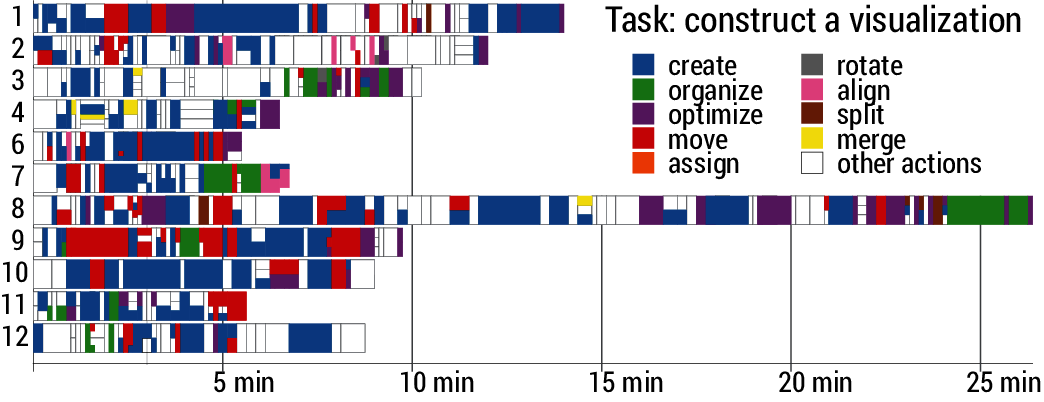 Task: construct a visualization
create
organize
optimize
move
assign
rotate
align
split
merge
other actions
1
2
3
4
6
7
8
9
10
11
12
5 min
10 min
15 min
20 min
25 min